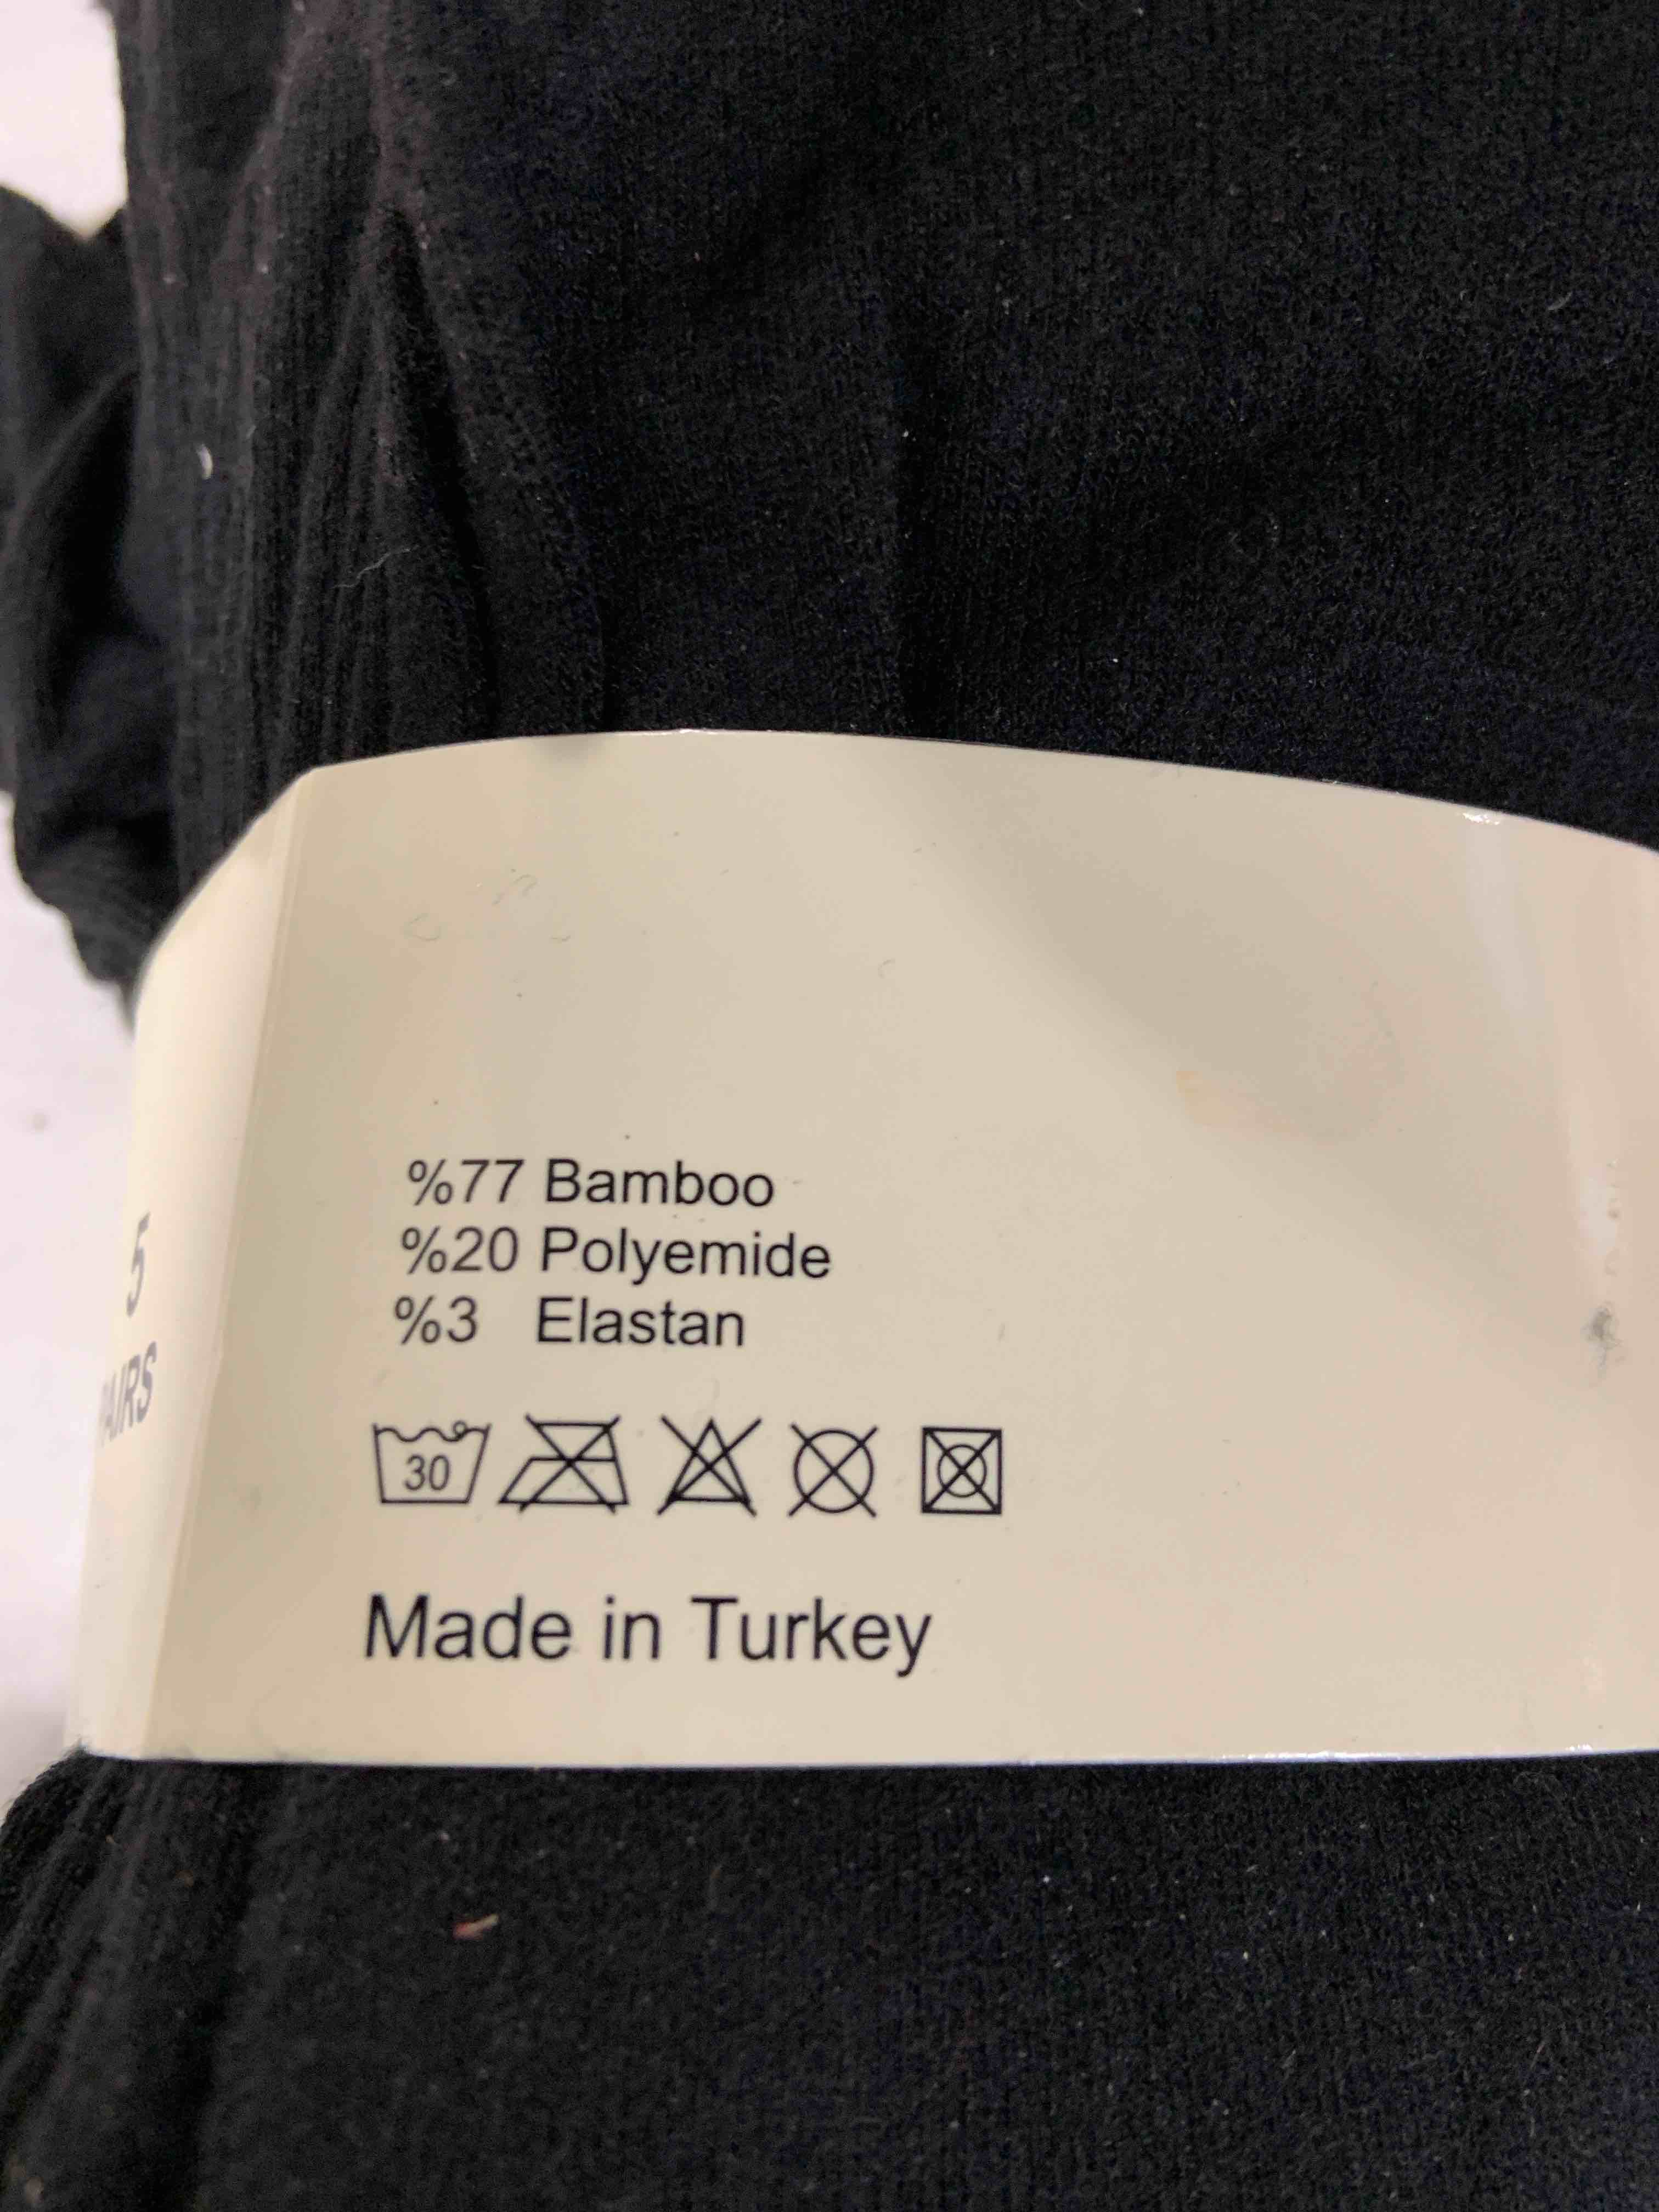 %77 Bamboo
%20 Polyemide
%3 Elastan
5
PAIRS
30
Made in Turkey